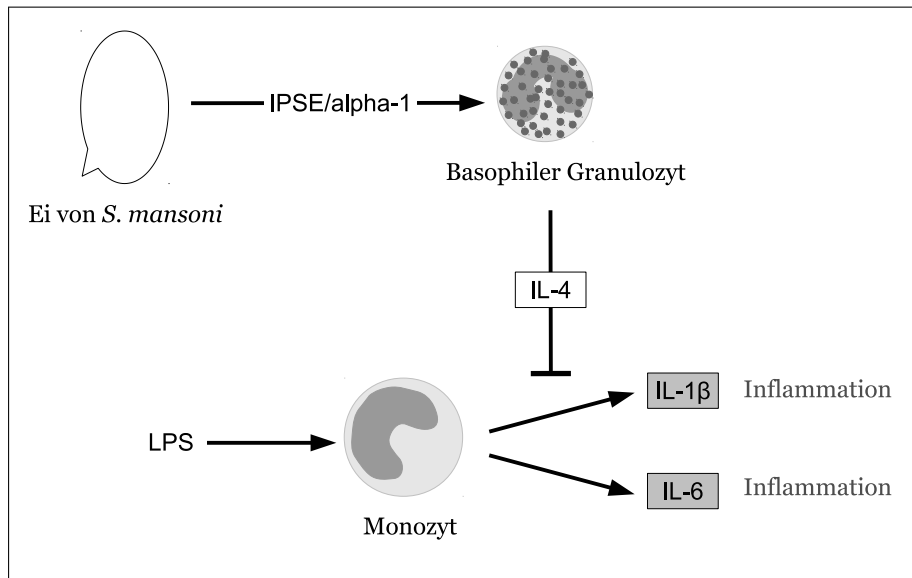 IPSE/alpha-1
Basophiler Granulozyt
Ei von S. mansoni
IL-4
IL-1β Inflammation
LPS
IL-6 Inflammation
Monozyt